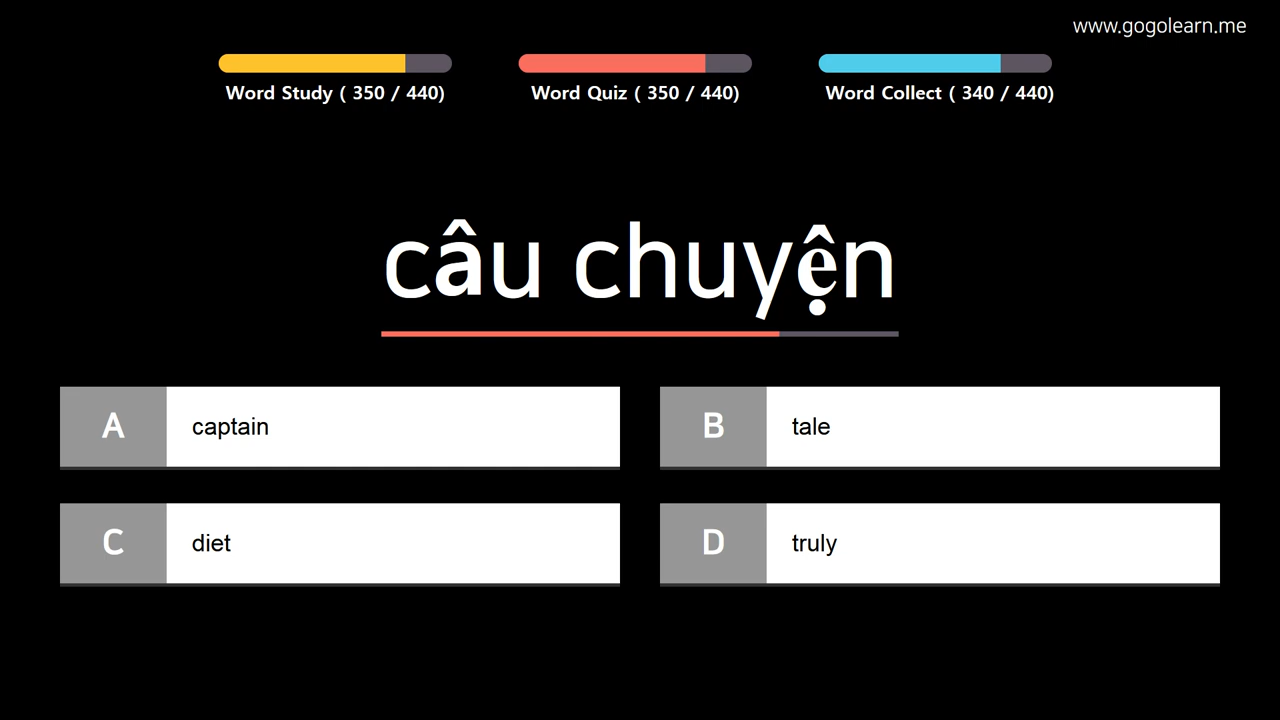 www.gogolearn.me
Word Study ( 350 / 440)
Word Quiz ( 350 / 440)
Word Collect ( 340 / 440)
câu chuyện
A captain
B tale
C diet
D truly